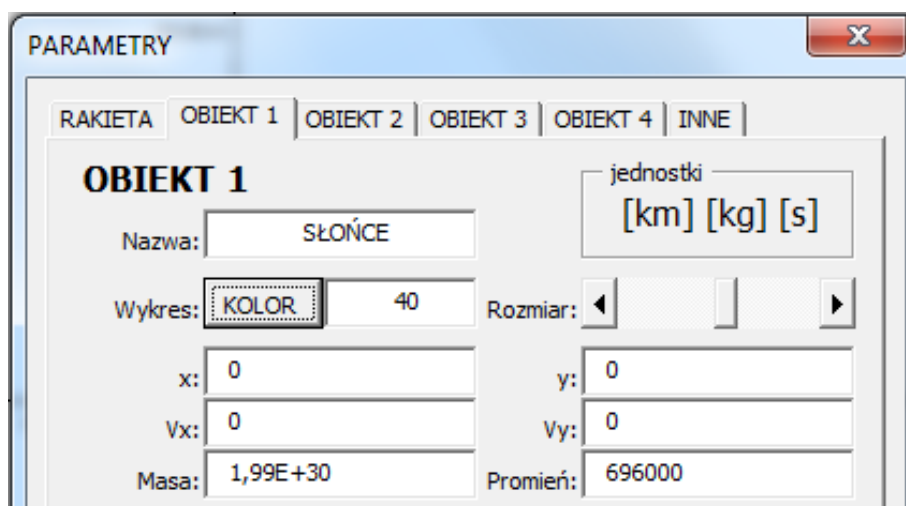 PARAMETRY
RAKIETA OBIEKT 1 OBIEKT 2 OBIEKT 3 OBIEKT 4 INNE
OBIEKT 1
jednostki
[km] [kg] [s]
Nazwa: SŁOŃCE
Wykres: KOLOR 40 Rozmiar:
x: 0 y: 0
Vx: 0 Vy: 0
Masa: 1,99E+30 Promień: 696000